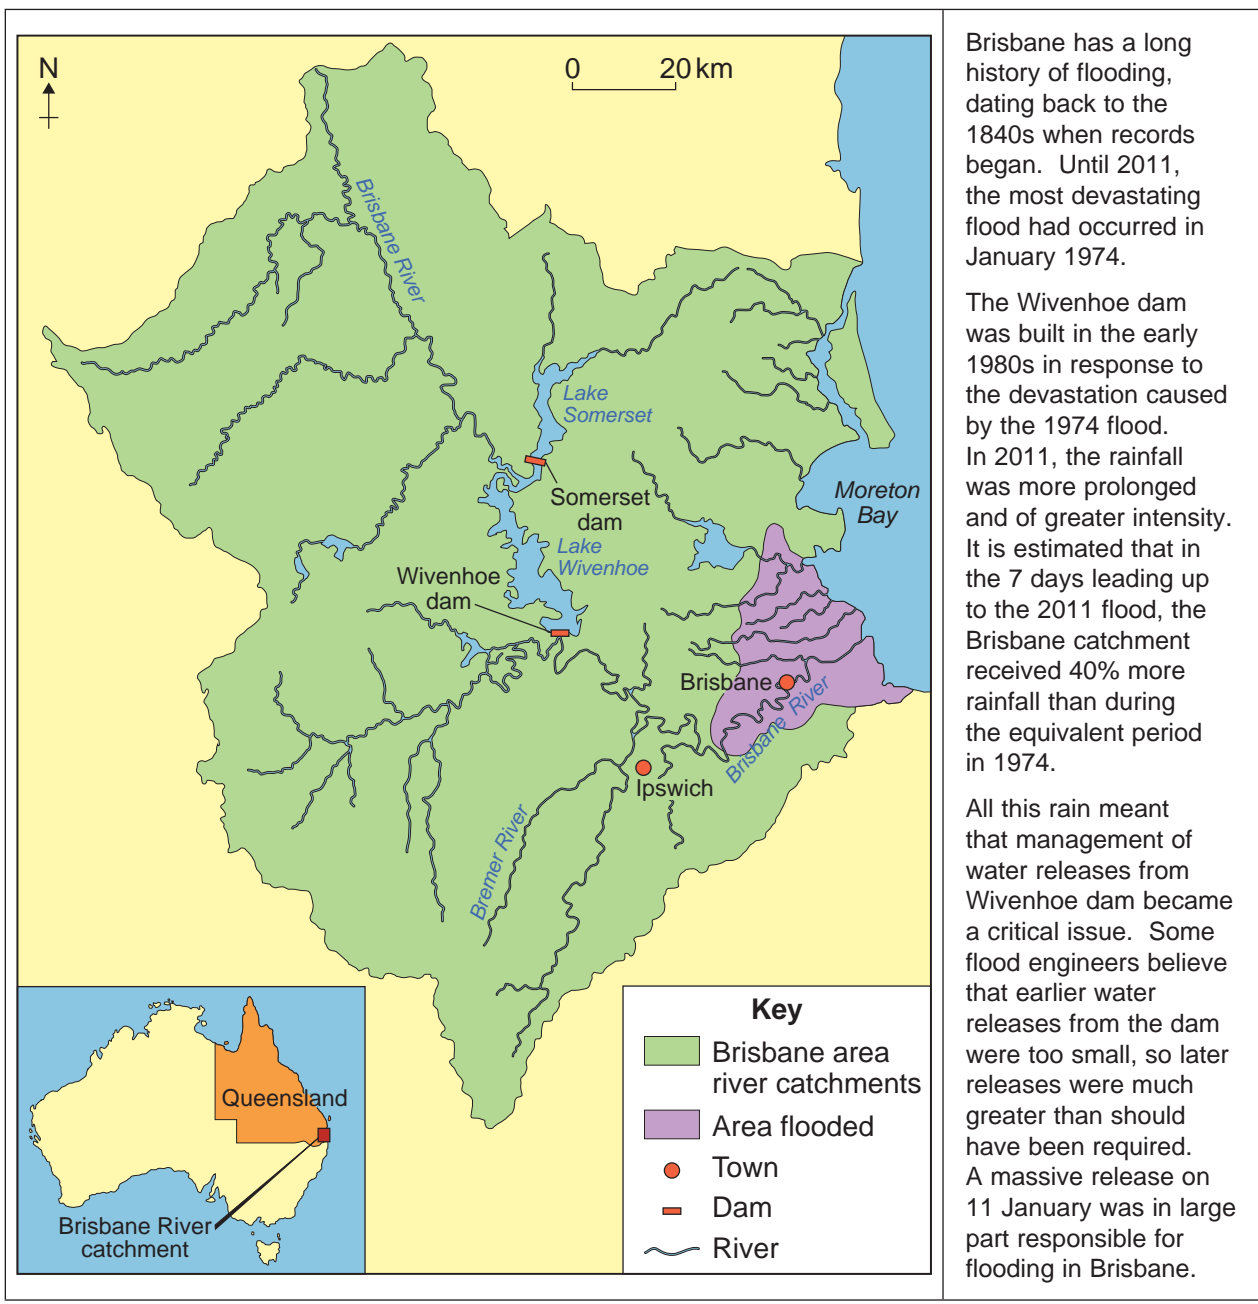 N
0 20 km
Brisbane River
Lake
Somerset
Somerset
dam
Moreton
Bay
Lake
Wivenhoe
Wivenhoe
dam
Brisbane
Brisbane River
Ipswich
Bremer River
Queensland
Brisbane River
catchment
Key
Brisbane area
river catchments
Area flooded
Town
Dam
River
Brisbane has a long
history of flooding,
dating back to the
1840s when records
began. Until 2011,
the most devastating
flood had occurred in
January 1974.
The Wivenhoe dam
was built in the early
1980s in response to
the devastation caused
by the 1974 flood.
In 2011, the rainfall
was more prolonged
and of greater intensity.
It is estimated that in
the 7 days leading up
to the 2011 flood, the
Brisbane catchment
received 40% more
rainfall than during
the equivalent period
in 1974.
All this rain meant
that management of
water releases from
Wivenhoe dam became
a critical issue. Some
flood engineers believe
that earlier water
releases from the dam
were too small, so later
releases were much
greater than should
have been required.
A massive release on
11 January was in large
part responsible for
flooding in Brisbane.